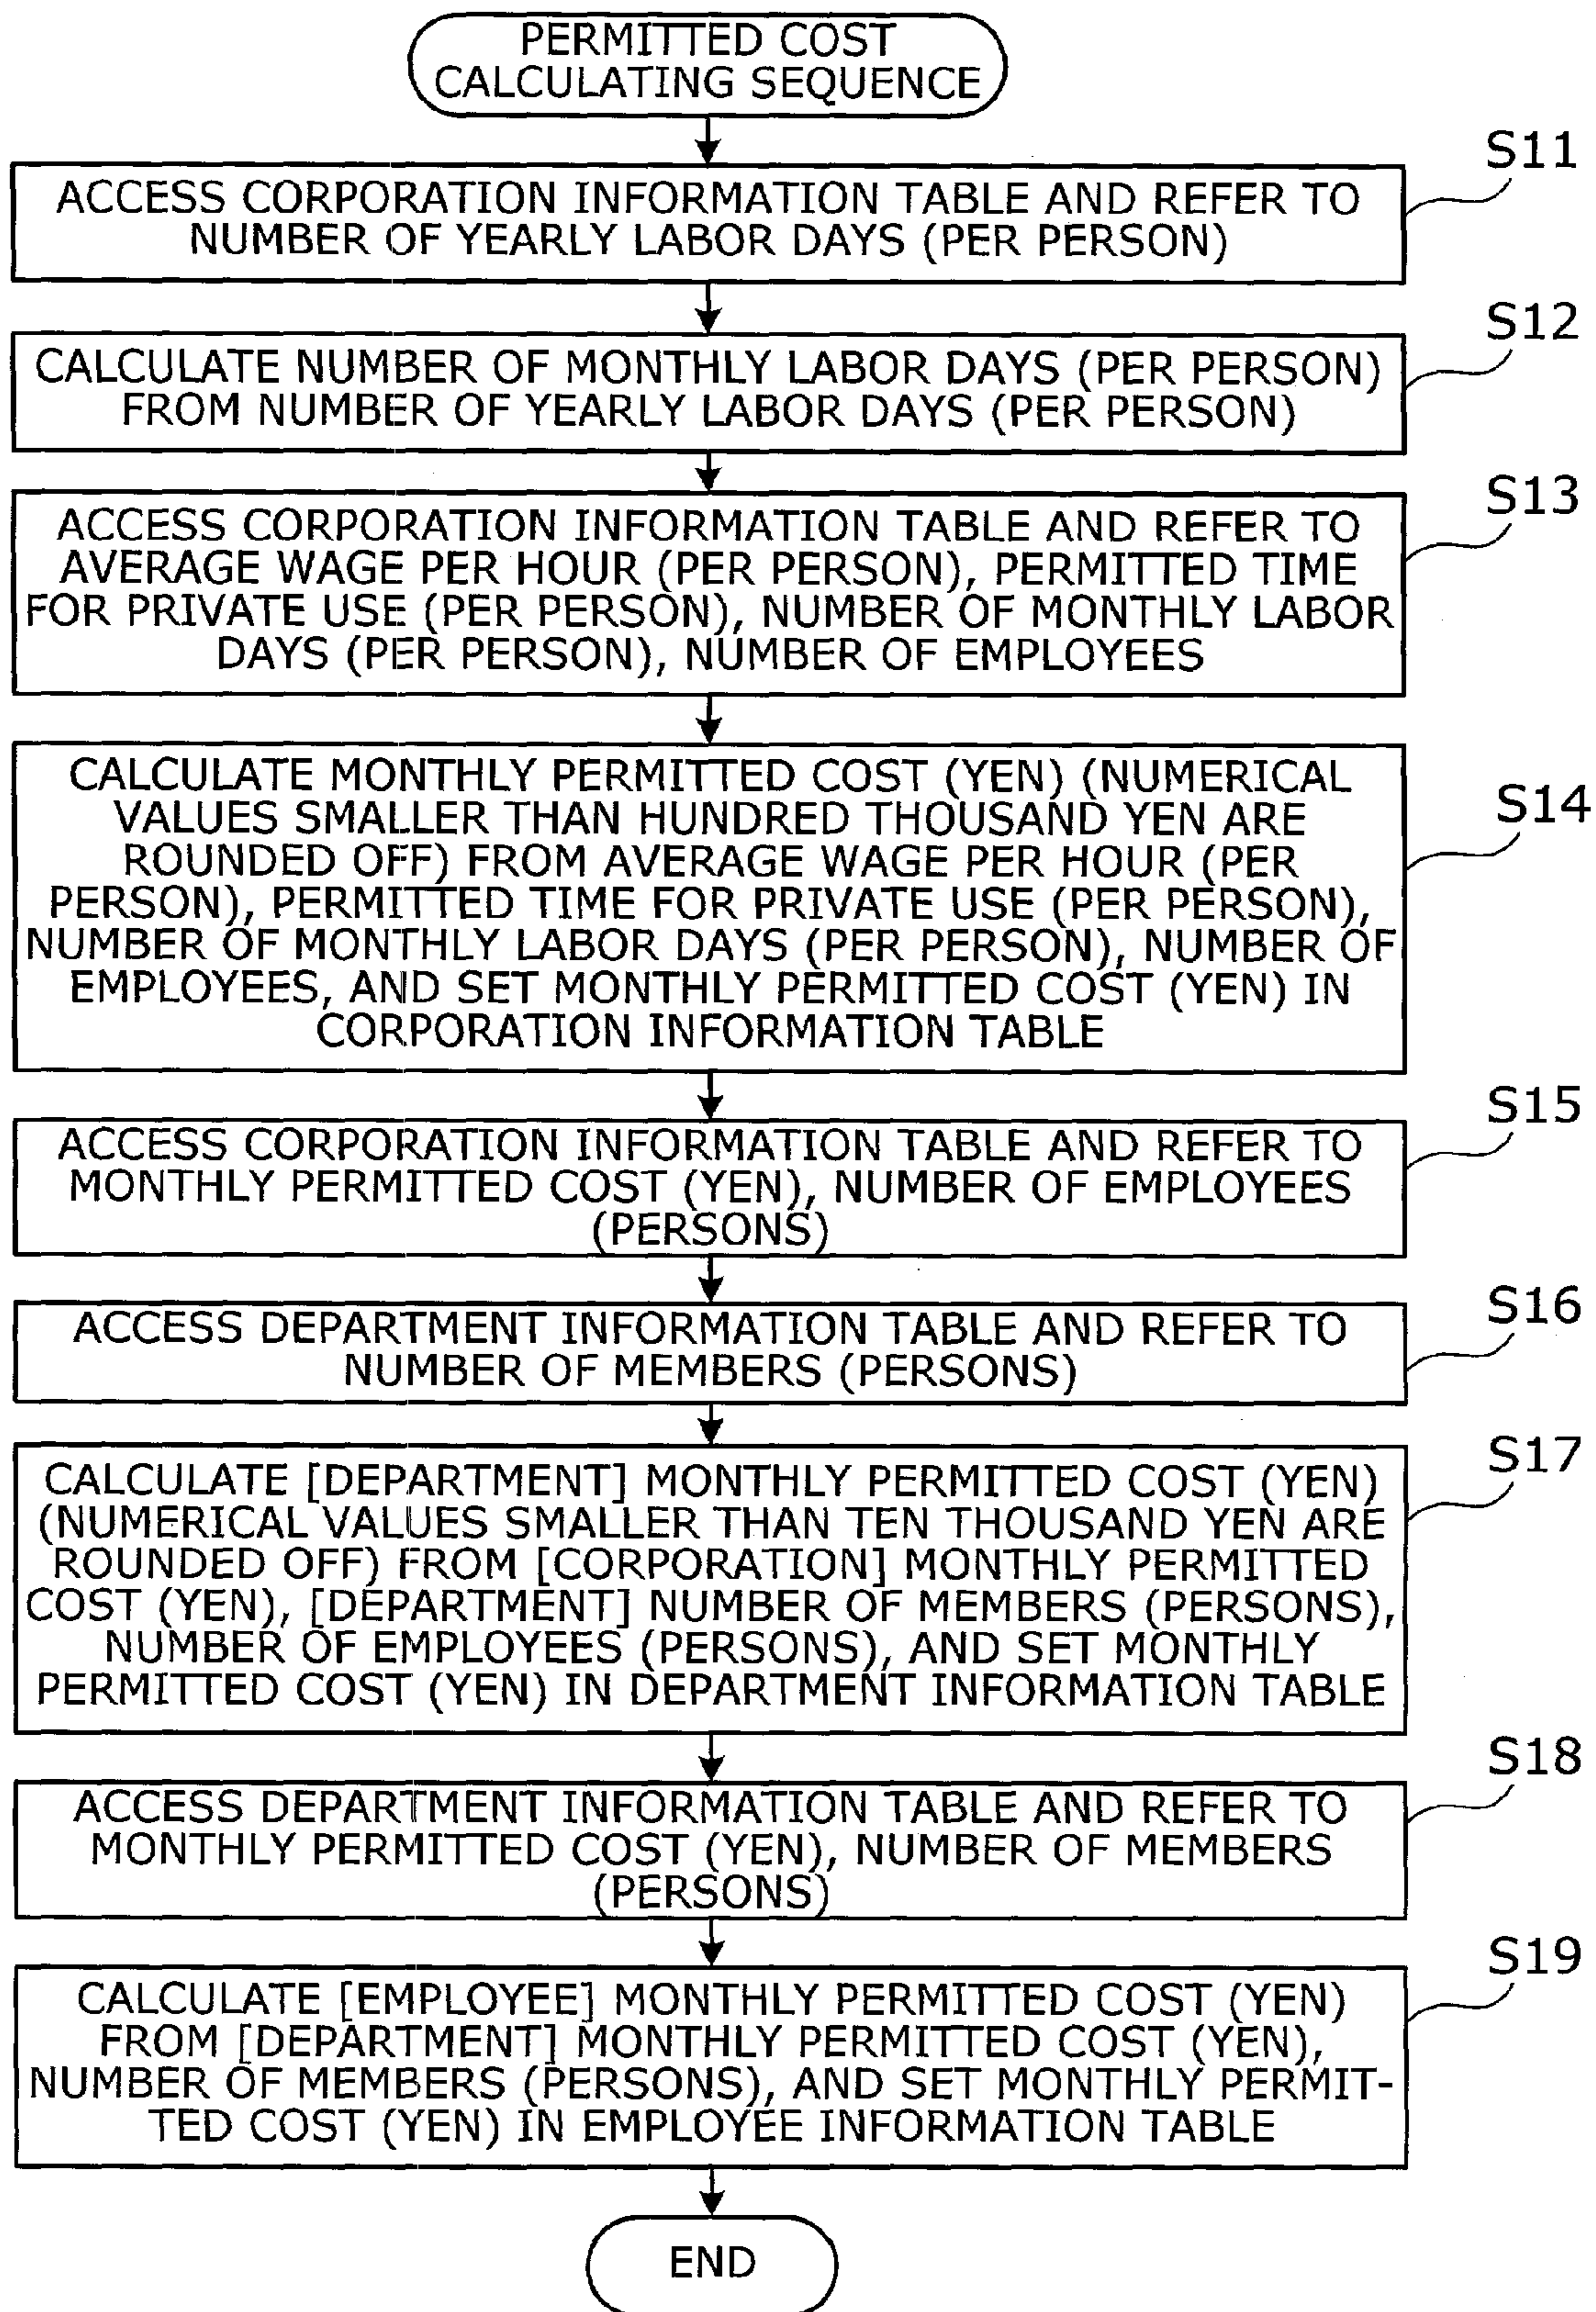 PERMITTED COST
CALCULATING SEQUENCE
S11
ACCESS CORPORATION INFORMATION TABLE AND REFER TO
NUMBER OF YEARLY LABOR DAYS (PER PERSON)
S12
CALCULATE NUMBER OF MONTHLY LABOR DAYS (PER PERSON)
FROM NUMBER OF YEARLY LABOR DAYS (PER PERSON)
S13
ACCESS CORPORATION INFORMATION TABLE AND REFER TO
AVERAGE WAGE PER HOUR (PER PERSON), PERMITTED TIME
FOR PRIVATE USE (PER PERSON), NUMBER OF MONTHLY LABOR
DAYS (PER PERSON), NUMBER OF EMPLOYEES
S14
CALCULATE MONTHLY PERMITTED COST (YEN) (NUMERICAL
VALUES SMALLER THAN HUNDRED THOUSAND YEN ARE
ROUNDED OFF) FROM AVERAGE WAGE PER HOUR (PER
PERSON), PERMITTED TIME FOR PRIVATE USE (PER PERSON),
NUMBER OF MONTHLY LABOR DAYS (PER PERSON), NUMBER OF
EMPLOYEES, AND SET MONTHLY PERMITTED COST (YEN) IN
CORPORATION INFORMATION TABLE
S15
ACCESS CORPORATION INFORMATION TABLE AND REFER TO
MONTHLY PERMITTED COST (YEN), NUMBER OF EMPLOYEES
(PERSONS)
S16
ACCESS DEPARTMENT INFORMATION TABLE AND REFER TO
NUMBER OF MEMBERS (PERSONS)
S17
CALCULATE [DEPARTMENT] MONTHLY PERMITTED COST (YEN)
(NUMERICAL VALUES SMALLER THAN TEN THOUSAND YEN ARE
ROUNDED OFF) FROM [CORPORATION] MONTHLY PERMITTED
COST (YEN), [DEPARTMENT] NUMBER OF MEMBERS (PERSONS),
NUMBER OF EMPLOYEES (PERSONS), AND SET MONTHLY
PERMITTED COST (YEN) IN DEPARTMENT INFORMATION TABLE
S18
ACCESS DEPARTMENT INFORMATION TABLE AND REFER TO
MONTHLY PERMITTED COST (YEN), NUMBER OF MEMBERS
(PERSONS)
S19
CALCULATE [EMPLOYEE] MONTHLY PERMITTED COST (YEN)
FROM [DEPARTMENT] MONTHLY PERMITTED COST (YEN),
NUMBER OF MEMBERS (PERSONS), AND SET MONTHLY PERMIT-
TED COST (YEN) IN EMPLOYEE INFORMATION TABLE
END